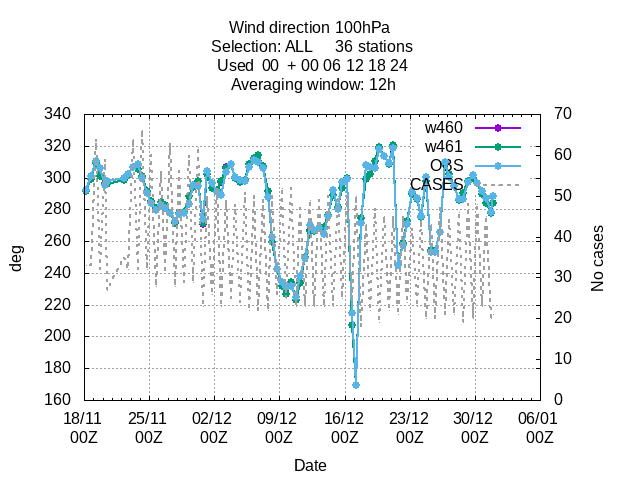 Wind direction 100hPa
Selection: ALL 36 stations
Used 00 + 00 06 12 18 24
Averaging window: 12h
340 70
w460
w461
OBS
CASES
320 60
300 50
280
260 40
240 30
220 20
200
180 10
160 0
deg
No cases
18/11 25/11 02/12 09/12 16/12 23/12 30/12 06/01
00Z 00Z 00Z 00Z 00Z 00Z 00Z 00Z
Date